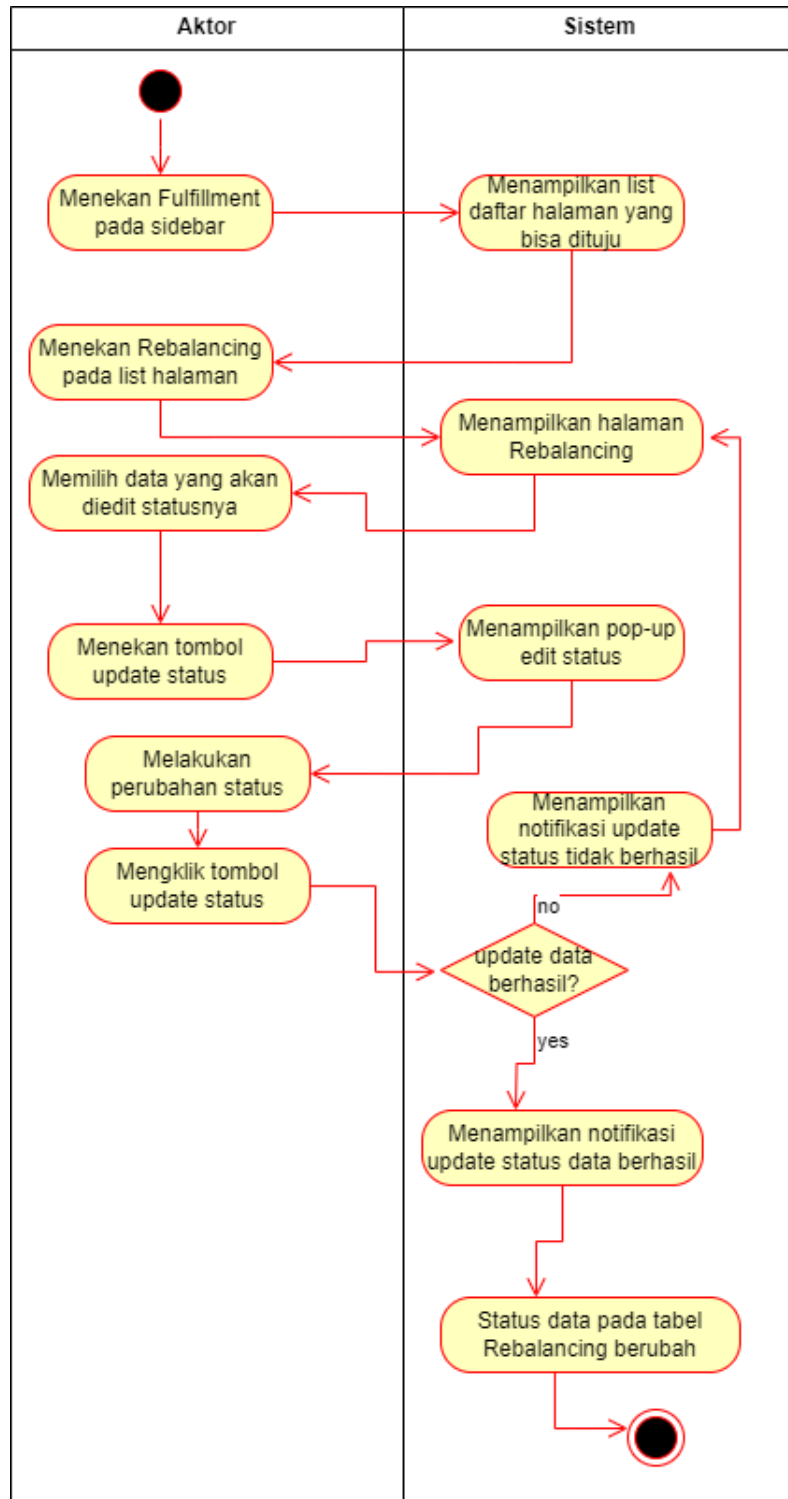 Aktor
Sistem
Menekan Fulfillment
pada sidebar
Menampilkan list
daftar halaman yang
bisa dituju
Menekan Rebalancing
pada list halaman
Menampilkan halaman
Rebalancing
Memilih data yang akan
diedit statusnya
Menekan tombol
update status
Menampilkan pop-up
edit status
Melakukan
perubahan status
Menampilkan
notifikasi update
status tidak berhasil
Mengklik tombol
update status
no
update data
berhasil?
yes
Menampilkan notifikasi
update status data berhasil
Status data pada tabel
Rebalancing berubah